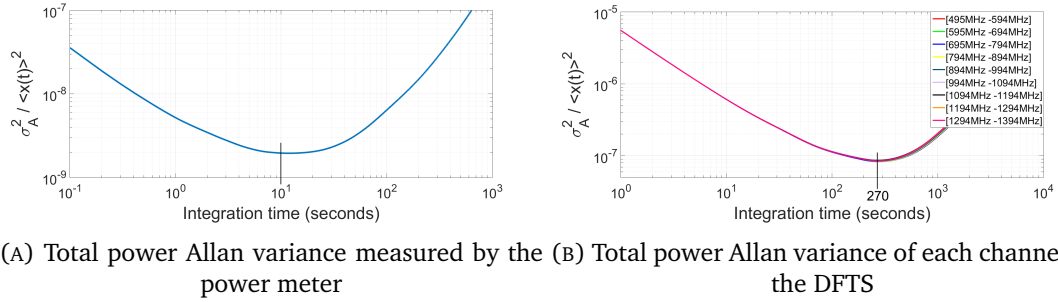 10^-7
10^-8
10^-9
σ_A^2 / <x(t)>^2
10^-1
10^0
10^1
10^2
10^3
Integration time (seconds)
(A) Total power Allan variance measured by the
power meter
10^-5
10^-6
10^-7
σ_A^2 / <x(t)>^2
[495MHz -594MHz]
[595MHz -694MHz]
[695MHz -794MHz]
[794MHz -894MHz]
[894MHz -994MHz]
[994MHz -1094MHz]
[1094MHz -1194MHz]
[1194MHz -1294MHz]
[1294MHz -1394MHz]
10^0
10^1
10^2
270
10^3
10^4
Integration time (seconds)
(B) Total power Allan variance of each channe
the DFTS